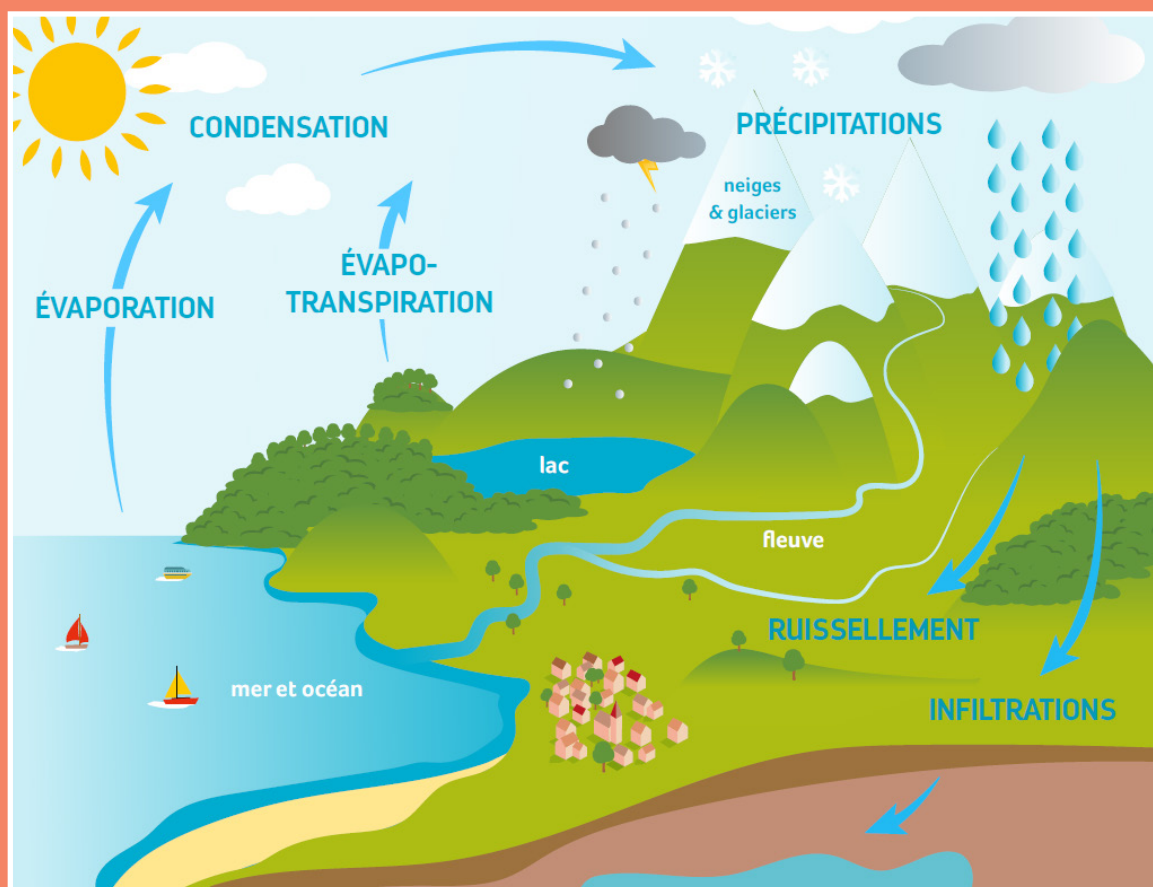 CONDENSATION
PRÉCIPITATIONS
neiges
& glaciers
ÉVAPORATION
ÉVAPO-
TRANSPIRATION
lac
fleuve
RUISSELLEMENT
mer et océan
INFILTRATIONS